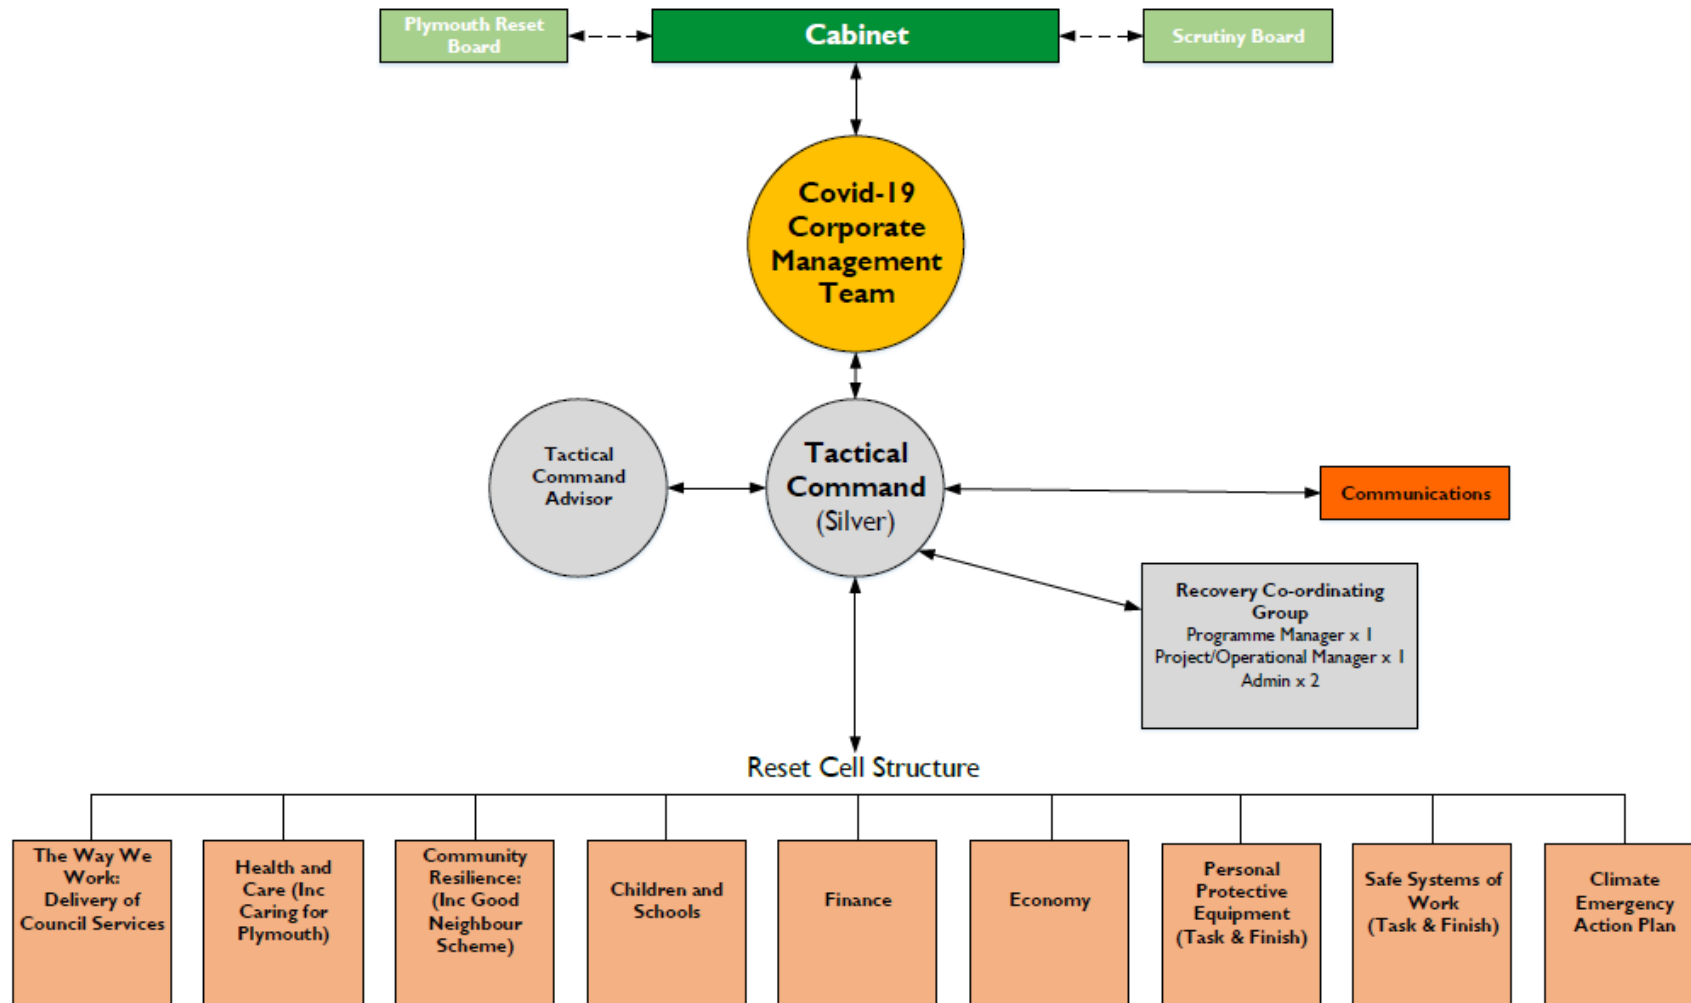 Plymouth Reset
Board
Cabinet
Scrutiny Board
Covid-19
Corporate
Management
Team
Tactical
Command
Advisor
Tactical
Command
(Silver)
Communications
Recovery Co-ordinating
Group
Programme Manager x 1
Project/Operational Manager x 1
Admin x 2
Reset Cell Structure
The Way We
Work:
Delivery of
Council Services
Health and
Care (Inc
Caring for
Plymouth)
Community
Resilience:
(Inc Good
Neighbour
Scheme)
Children and
Schools
Finance
Economy
Personal
Protective
Equipment
(Task & Finish)
Safe Systems of
Work
(Task & Finish)
Climate
Emergency
Action Plan